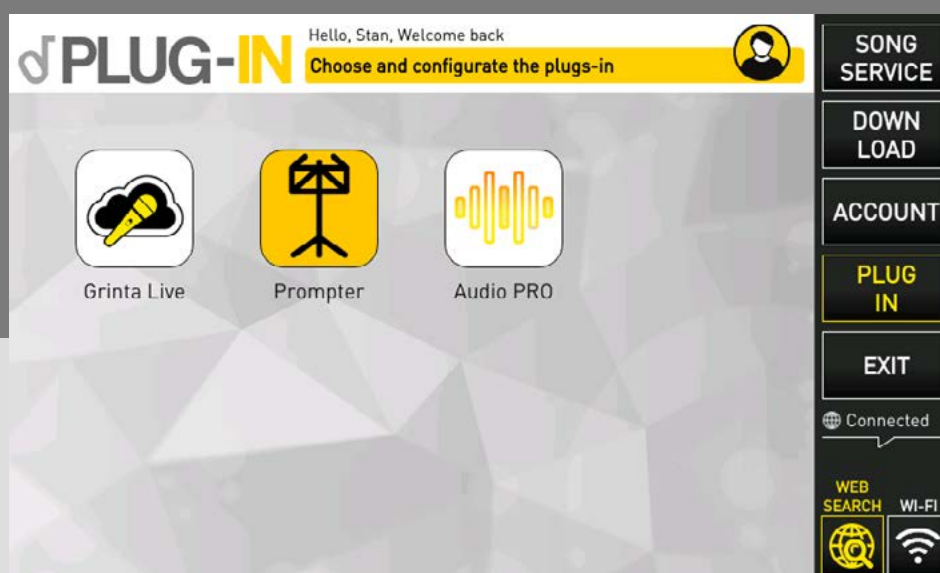 dPLUG-IN
Hello, Stan, Welcome back
Choose and configurate the plugs-in
Grinta Live
Prompter
Audio PRO
SONG
SERVICE
DOWN
LOAD
ACCOUNT
PLUG
IN
EXIT
Connected
WEB
SEARCH
WI-FI